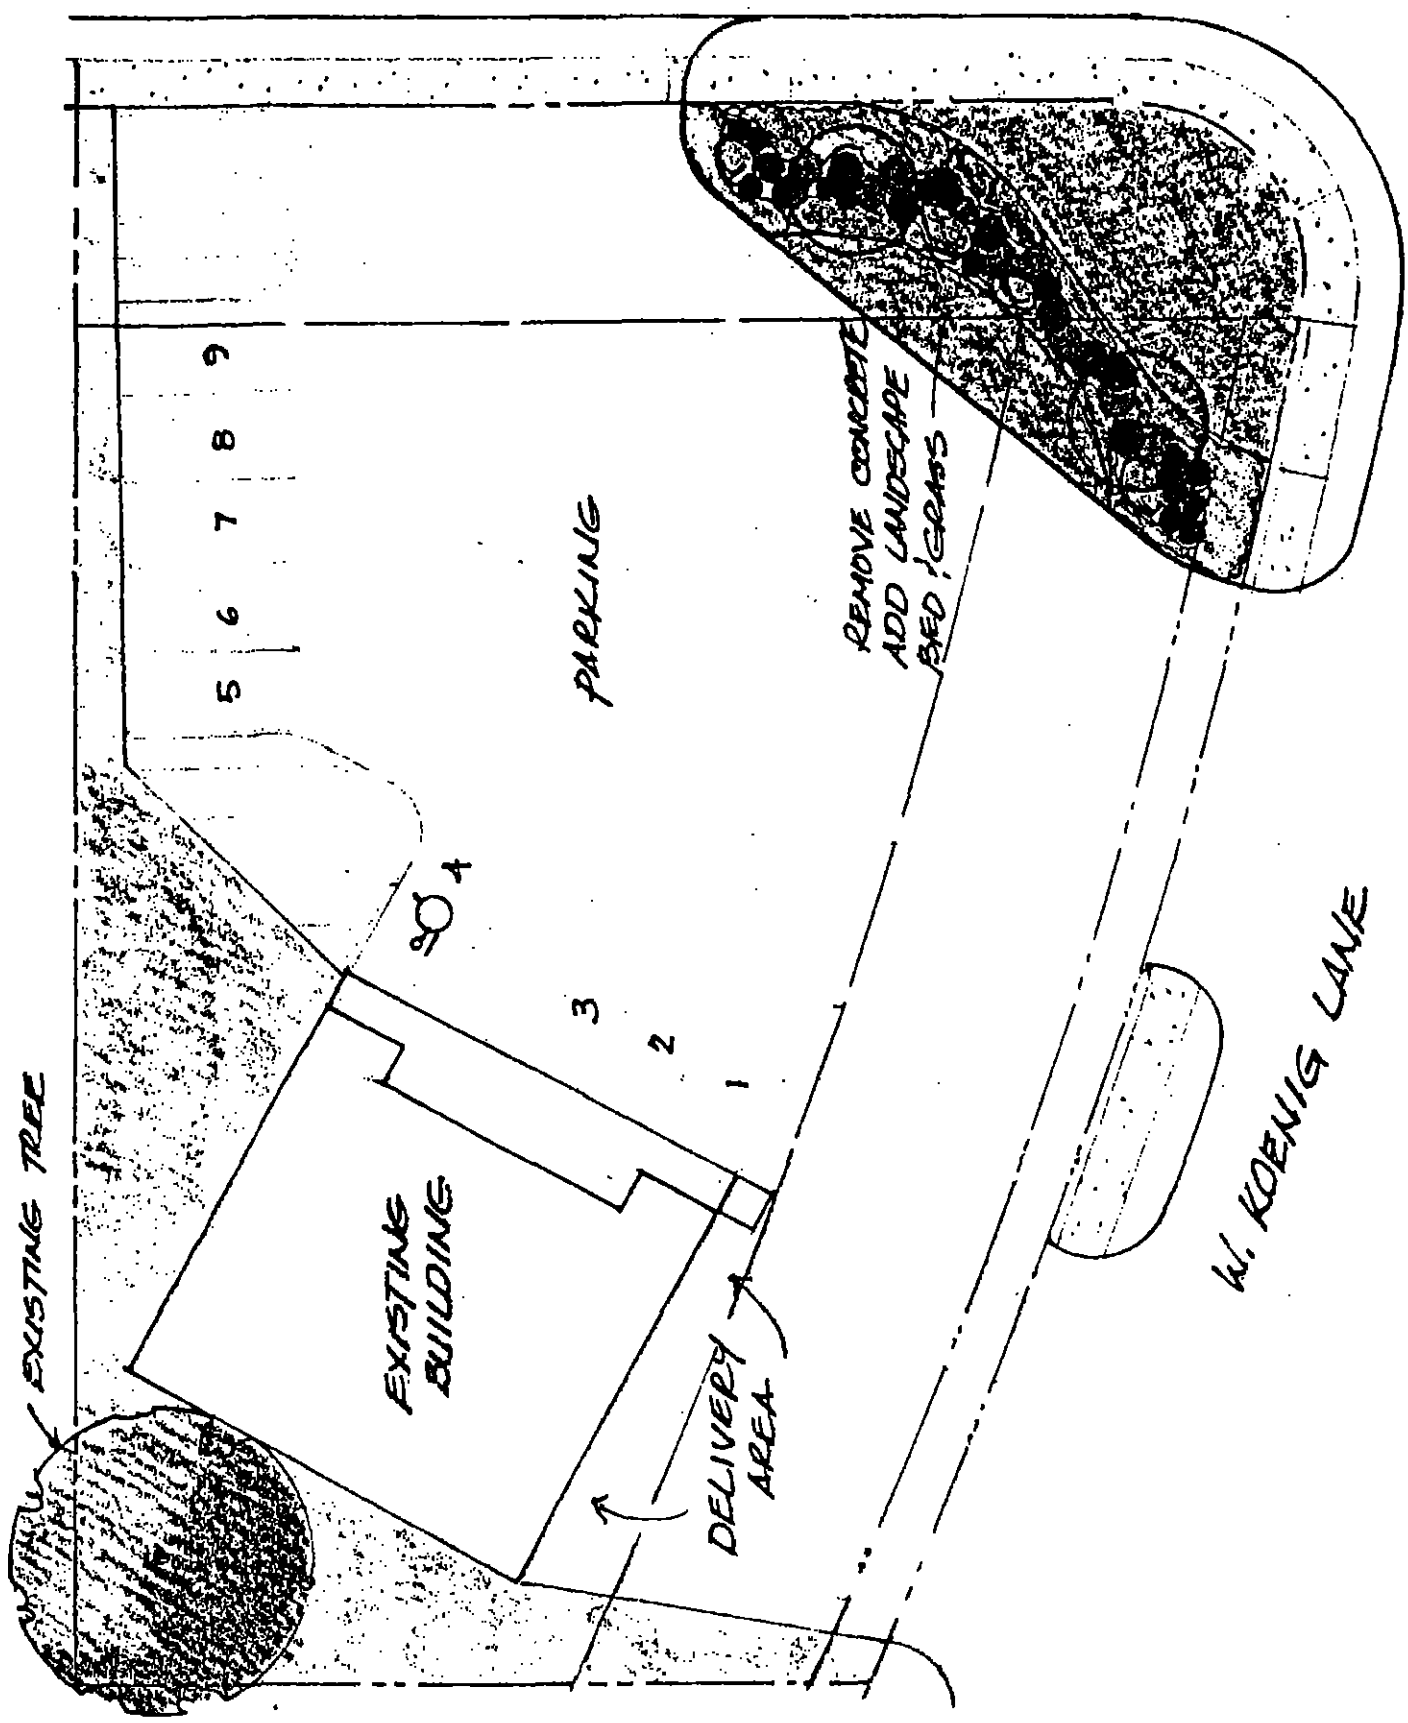 EXISTING TREE
EXISTING
BUILDING
DELIVERY
AREA
1
2
3
4
5
6
7
8
9
PARKING
REMOVE CONCRETE
ADD LANDSCAPE
BED / GRASS
W. KOENIG LANE